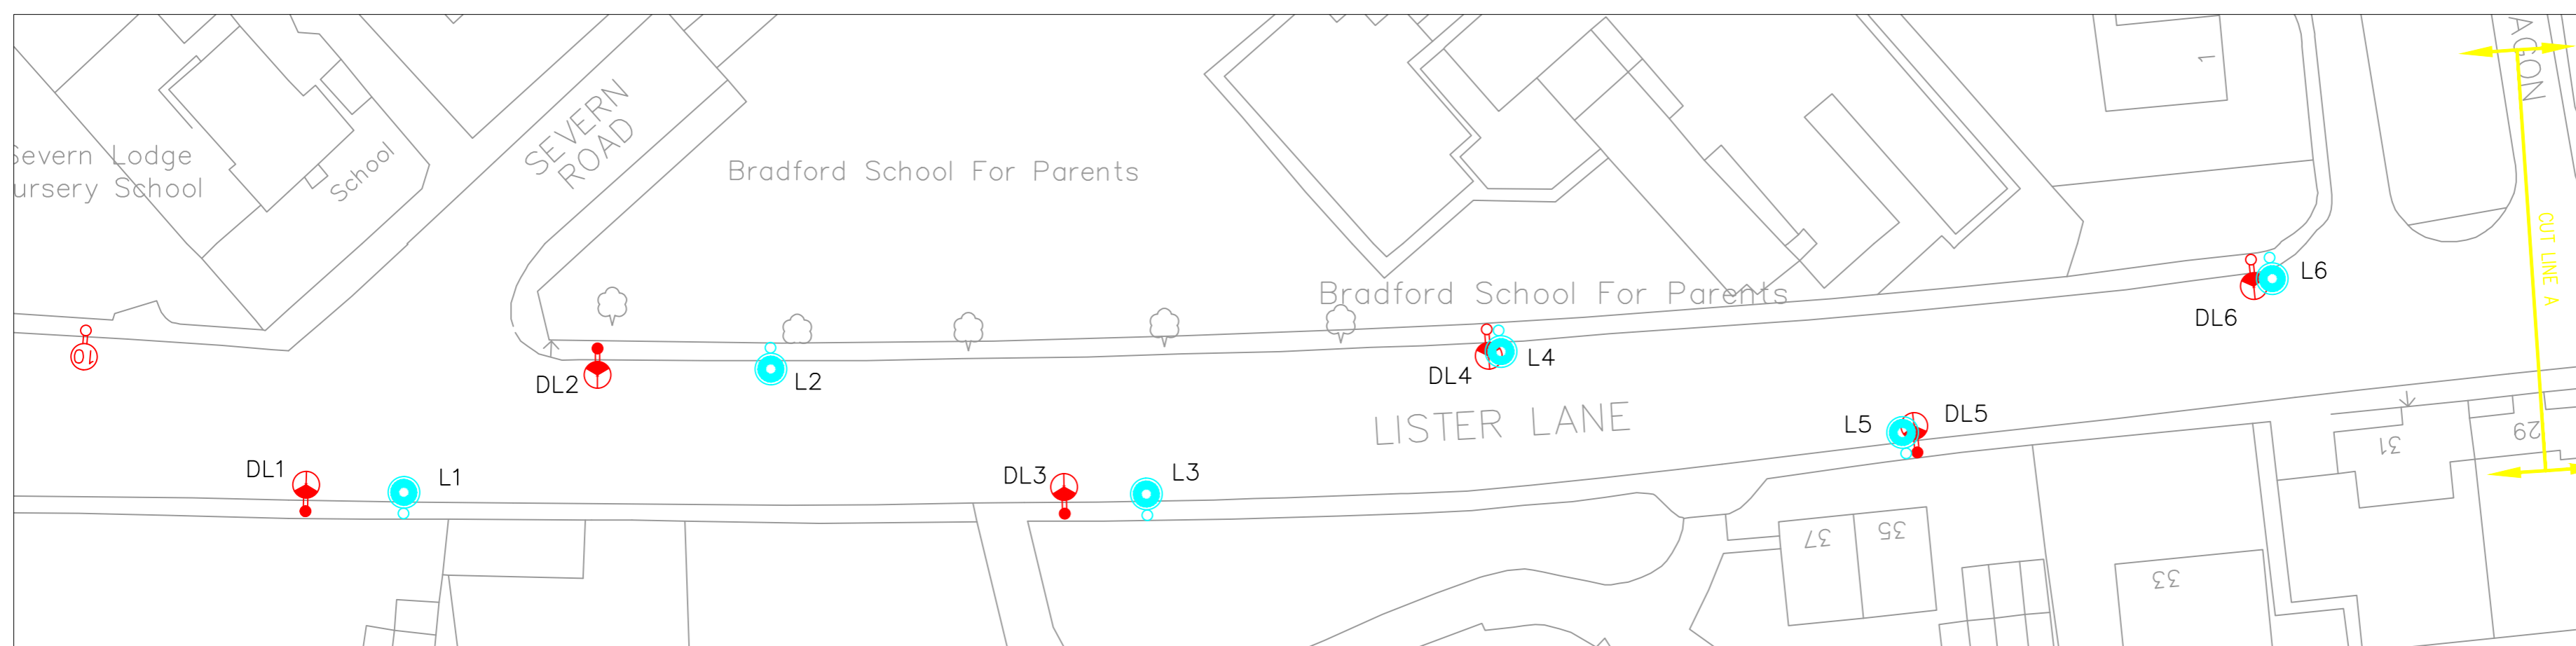 AGON
1
SEVERN
ROAD
Severn Lodge
ursery School
School
Bradford School For Parents
CUT LINE A
L6
Bradford School For Parents
DL6
10
L4
DL4
DL2
L2
LISTER LANE
L5
DL5
29
31
DL1
L1
DL3
L3
37
35
33